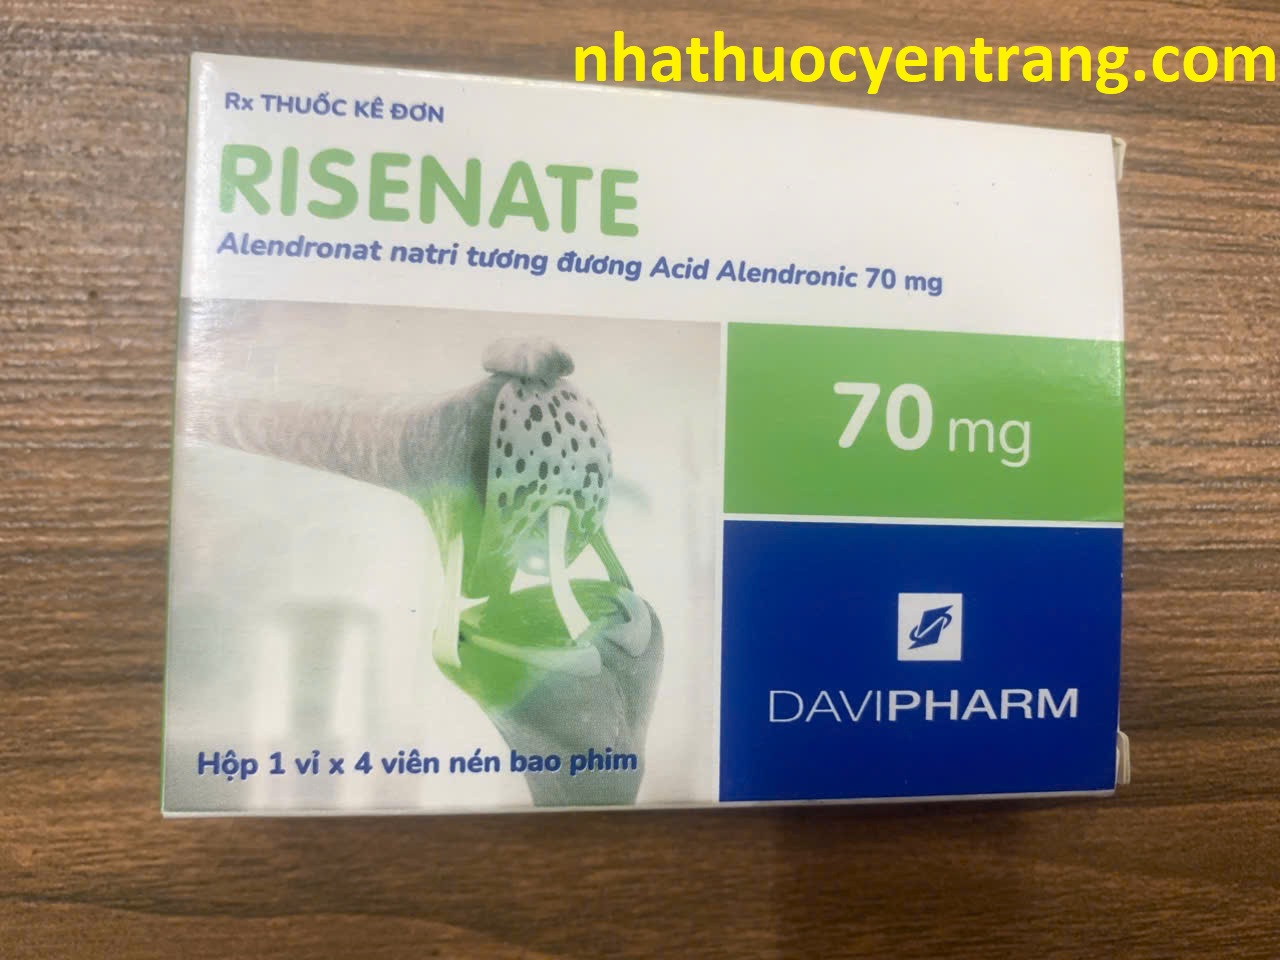 nhathuocyentrang.com
Rx THUỐC KÊ ĐƠN
RISENATE
Alendronat natri tương đương Acid Alendronic 70 mg
70 mg
DAVIPHARM
Hộp 1 vỉ x 4 viên nén bao phim